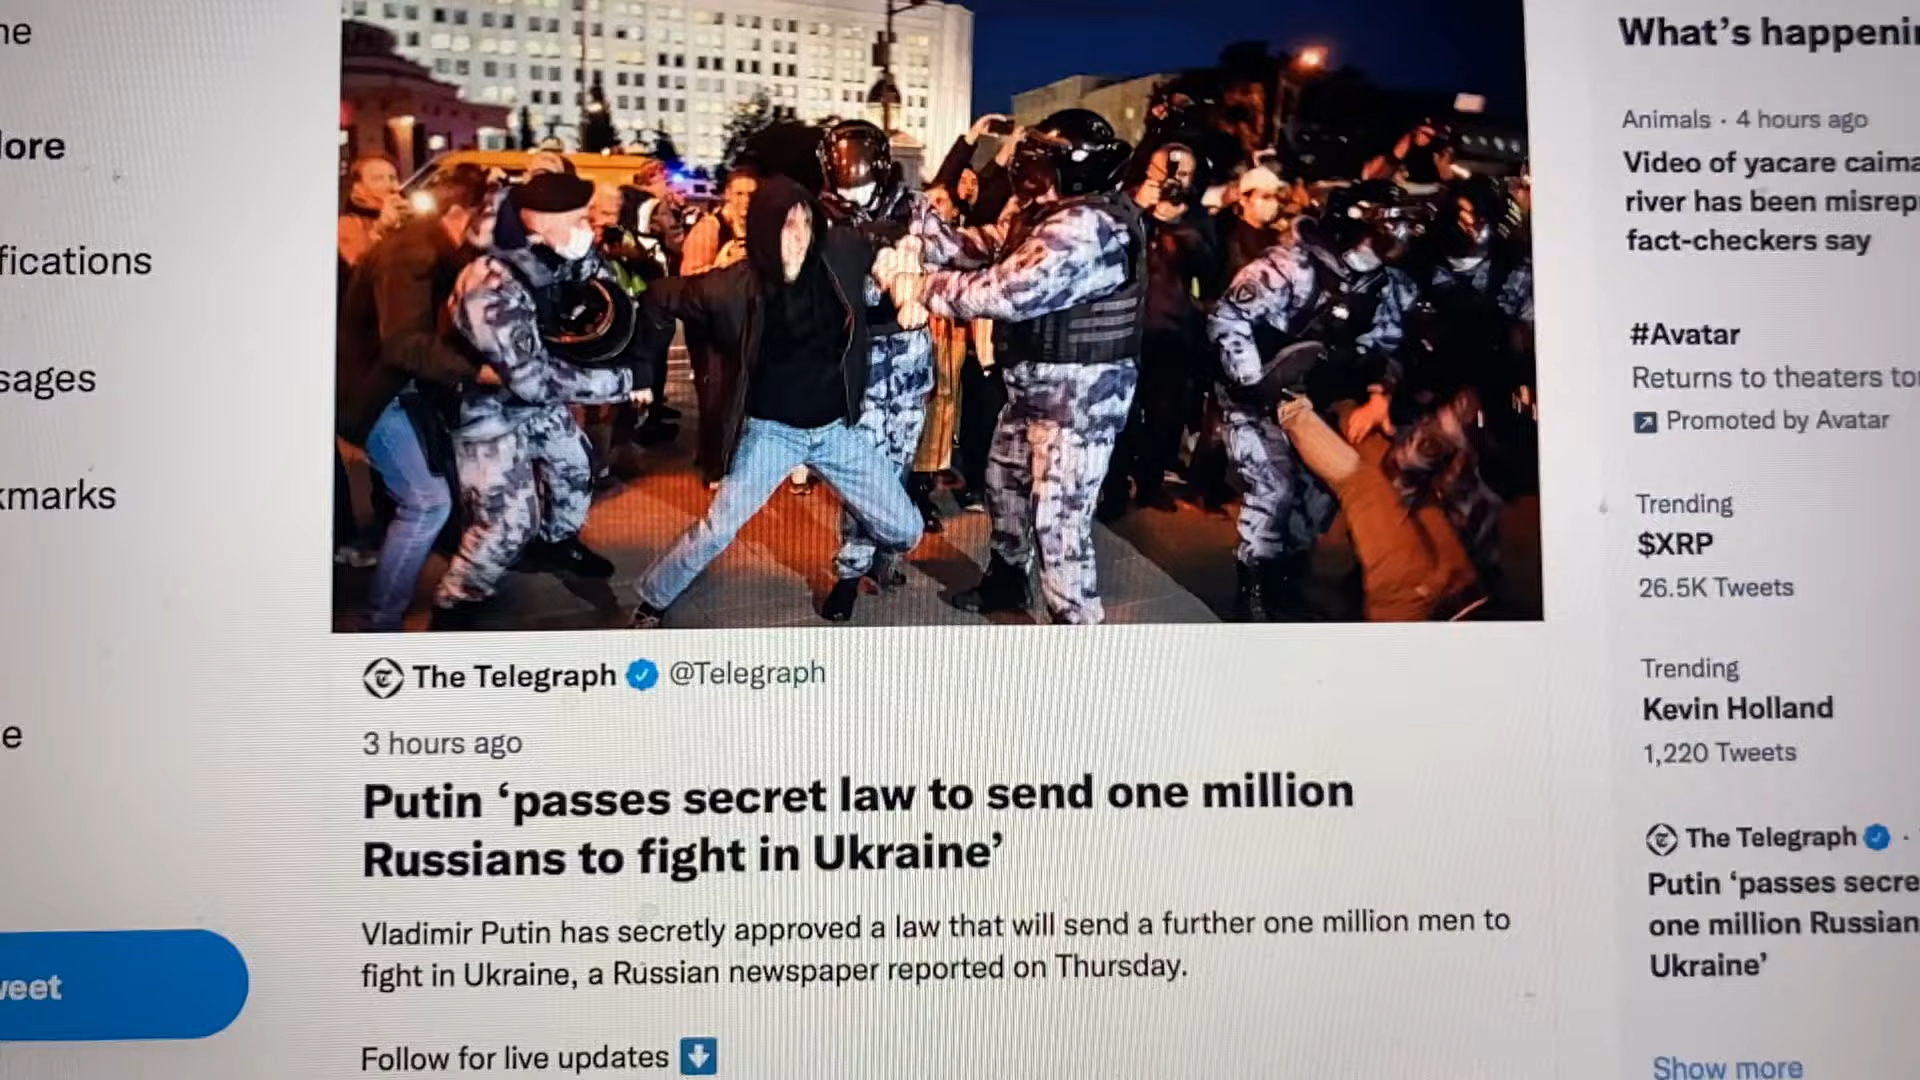 ne
lore
fications
sages
kmarks
e
weet
The Telegraph @Telegraph
3 hours ago
Putin ‘passes secret law to send one million
Russians to fight in Ukraine’
Vladimir Putin has secretly approved a law that will send a further one million men to
fight in Ukraine, a Russian newspaper reported on Thursday.
Follow for live updates
What’s happenin
Animals · 4 hours ago
Video of yacare caima
river has been misrep
fact-checkers say
#Avatar
Returns to theaters to
Promoted by Avatar
Trending
$XRP
26.5K Tweets
Trending
Kevin Holland
1,220 Tweets
The Telegraph ·
Putin ‘passes secre
one million Russian
Ukraine’
Show more